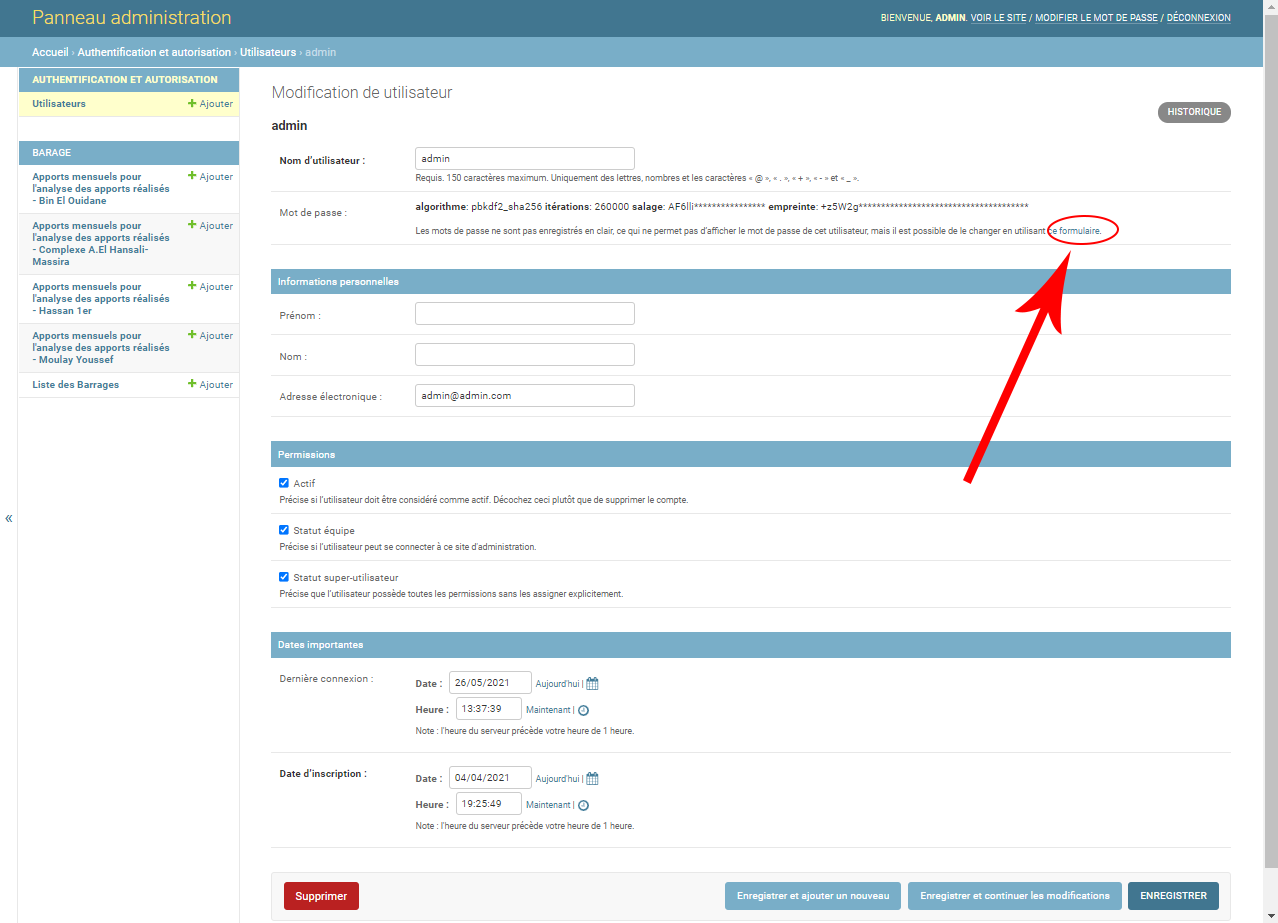 Panneau administration
BIENVENUE, ADMIN. VOIR LE SITE / MODIFIER LE MOT DE PASSE / DÉCONNEXION
Accueil › Authentification et autorisation › Utilisateurs › admin
AUTHENTIFICATION ET AUTORISATION
Utilisateurs + Ajouter
BARAGE
Apports mensuels pour + Ajouter
l'analyse des apports réalisés
- Bin El Ouidane
Apports mensuels pour + Ajouter
l'analyse des apports réalisés
- Complexe A.El Hansali-
Massira
Apports mensuels pour + Ajouter
l'analyse des apports réalisés
- Hassan 1er
Apports mensuels pour + Ajouter
l'analyse des apports réalisés
- Moulay Youssef
Liste des Barrages + Ajouter
«
Modification de utilisateur
HISTORIQUE
admin
Nom d’utilisateur : admin
Requis. 150 caractères maximum. Uniquement des lettres, nombres et les caractères « @ », « . », « + », « - » et « _ ».
Mot de passe : algorithme: pbkdf2_sha256 itérations: 260000 salage: AF6lli**************** empreinte: +z5W2g**************************************
Les mots de passe ne sont pas enregistrés en clair, ce qui ne permet pas d’afficher le mot de passe de cet utilisateur, mais il est possible de le changer en utilisant ce formulaire.
Informations personnelles
Prénom :
Nom :
Adresse électronique : admin@admin.com
Permissions
Actif
Précise si l’utilisateur doit être considéré comme actif. Décochez ceci plutôt que de supprimer le compte.
Statut équipe
Précise si l’utilisateur peut se connecter à ce site d'administration.
Statut super-utilisateur
Précise que l’utilisateur possède toutes les permissions sans les assigner explicitement.
Dates importantes
Dernière connexion : Date : 26/05/2021 Aujourd'hui |
Heure : 13:37:39 Maintenant |
Note : l'heure du serveur précède votre heure de 1 heure.
Date d’inscription : Date : 04/04/2021 Aujourd'hui |
Heure : 19:25:49 Maintenant |
Note : l'heure du serveur précède votre heure de 1 heure.
Supprimer Enregistrer et ajouter un nouveau Enregistrer et continuer les modifications ENREGISTRER